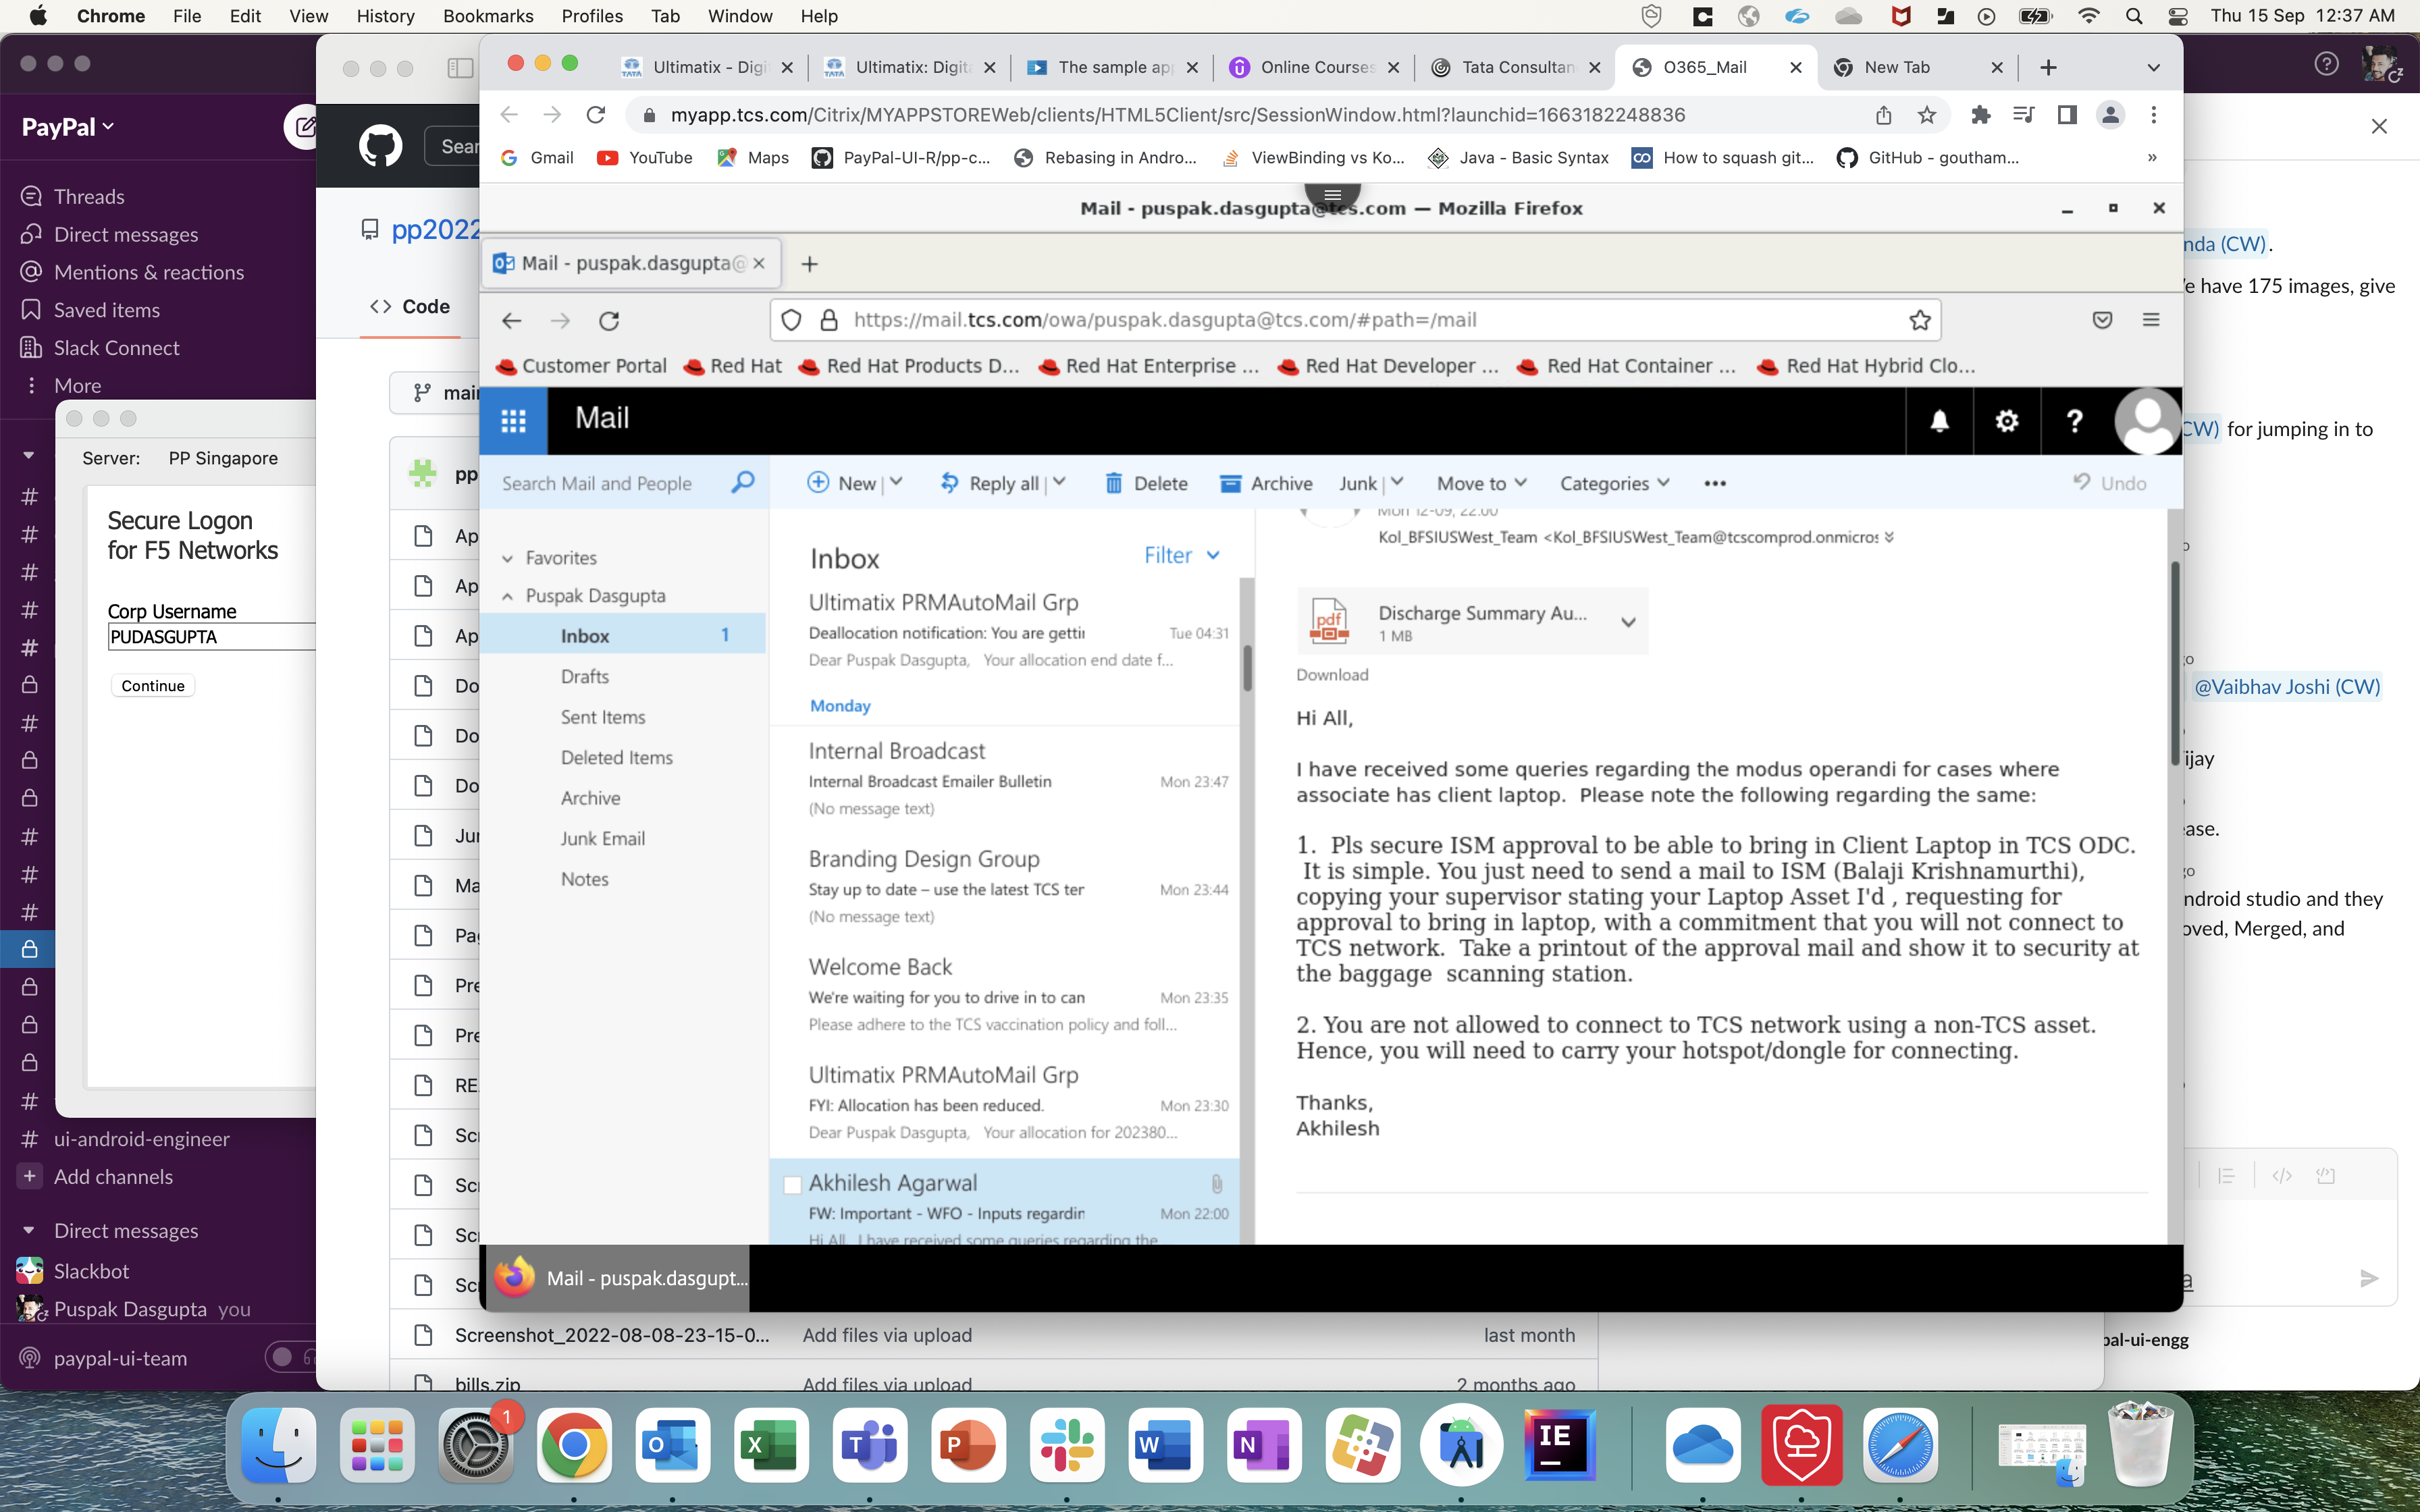 Chrome File Edit View History Bookmarks Profiles Tab Window Help
Thu 15 Sep 12:37 AM
PayPal
Threads
Direct messages
Mentions & reactions
Saved items
Slack Connect
More
ui-android-engineer
Add channels
Direct messages
Slackbot
Puspak Dasgupta you
paypal-ui-team
Server: PP Singapore
Secure Logon
for F5 Networks
Corp Username
PUDASGUPTA
Continue
pp2022
Code
Screenshot_2022-08-08-23-15-0... Add files via upload last month
bills.zip Add files via upload 2 months ago
Ultimatix - Digi
Ultimatix: Digit
The sample ap
Online Courses
Tata Consultan
O365_Mail
New Tab
myapp.tcs.com/Citrix/MYAPPSTOREWeb/clients/HTML5Client/src/SessionWindow.html?launchid=1663182248836
Gmail YouTube Maps PayPal-UI-R/pp-c... Rebasing in Andro... ViewBinding vs Ko... Java - Basic Syntax How to squash git... GitHub - goutham... »
Mail - puspak.dasgupta@tcs.com — Mozilla Firefox
Mail - puspak.dasgupta@
https://mail.tcs.com/owa/puspak.dasgupta@tcs.com/#path=/mail
Customer Portal Red Hat Red Hat Products D... Red Hat Enterprise ... Red Hat Developer ... Red Hat Container ... Red Hat Hybrid Clo...
Mail
Search Mail and People
New Reply all Delete Archive Junk Move to Categories ••• Undo
Favorites
Puspak Dasgupta
Inbox 1
Drafts
Sent Items
Deleted Items
Archive
Junk Email
Notes
Inbox Filter
Ultimatix PRMAutoMail Grp
Deallocation notification: You are gettir Tue 04:31
Dear Puspak Dasgupta, Your allocation end date f...
Monday
Internal Broadcast
Internal Broadcast Emailer Bulletin Mon 23:47
(No message text)
Branding Design Group
Stay up to date – use the latest TCS ter Mon 23:44
(No message text)
Welcome Back
We're waiting for you to drive in to can Mon 23:35
Please adhere to the TCS vaccination policy and foll...
Ultimatix PRMAutoMail Grp
FYI: Allocation has been reduced. Mon 23:30
Dear Puspak Dasgupta, Your allocation for 202380...
Akhilesh Agarwal
FW: Important - WFO - Inputs regardin Mon 22:00
Hi All, I have received some queries regarding the
Mon 12-09, 22:00
Kol_BFSIUSWest_Team <Kol_BFSIUSWest_Team@tcscomprod.onmicros
pdf
Discharge Summary Au...
1 MB
Download
Hi All,
I have received some queries regarding the modus operandi for cases where
associate has client laptop. Please note the following regarding the same:
1. Pls secure ISM approval to be able to bring in Client Laptop in TCS ODC.
It is simple. You just need to send a mail to ISM (Balaji Krishnamurthi),
copying your supervisor stating your Laptop Asset I'd , requesting for
approval to bring in laptop, with a commitment that you will not connect to
TCS network. Take a printout of the approval mail and show it to security at
the baggage scanning station.
2. You are not allowed to connect to TCS network using a non-TCS asset.
Hence, you will need to carry your hotspot/dongle for connecting.
Thanks,
Akhilesh
Mail - puspak.dasgupt...
nda (CW).
e have 175 images, give
CW) for jumping in to
@Vaibhav Joshi (CW)
ijay
ase.
ndroid studio and they
oved, Merged, and
pal-ui-engg